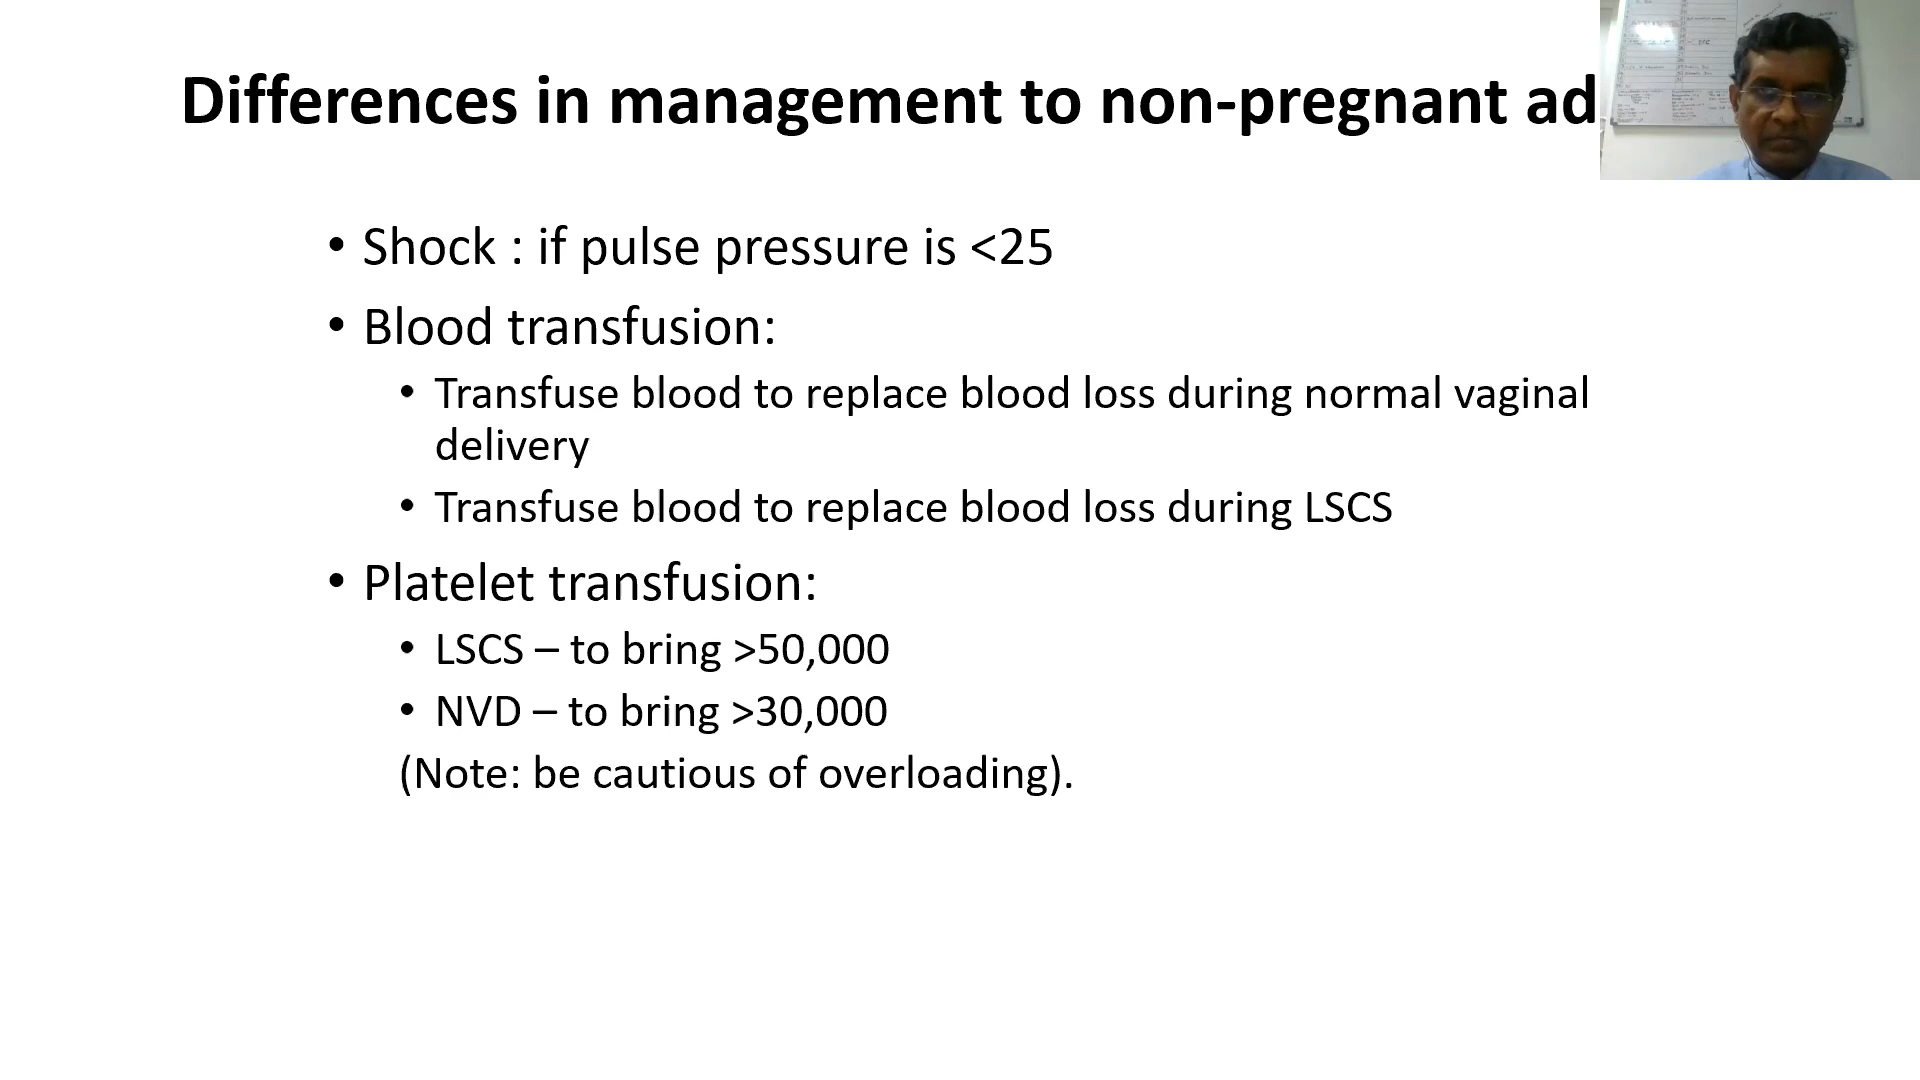 Differences in management to non-pregnant ad
• Shock : if pulse pressure is <25
• Blood transfusion:
• Transfuse blood to replace blood loss during normal vaginal
delivery
• Transfuse blood to replace blood loss during LSCS
• Platelet transfusion:
• LSCS – to bring >50,000
• NVD – to bring >30,000
(Note: be cautious of overloading).